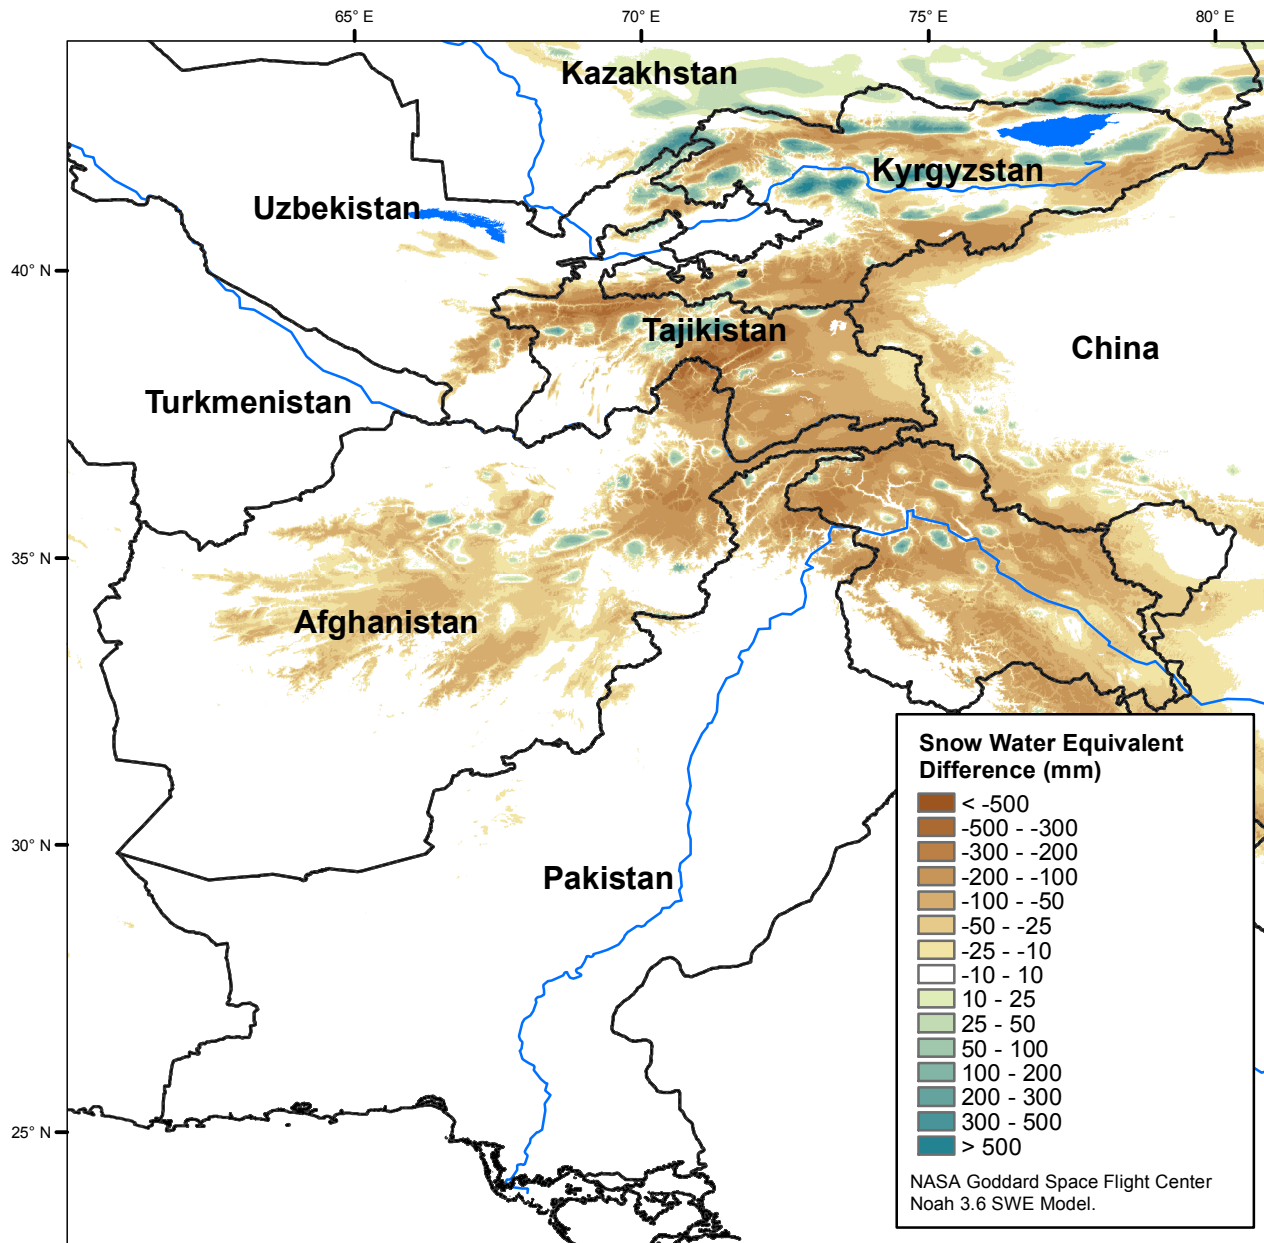 65° E
70° E
75° E
80° E
Kazakhstan
Kyrgyzstan
Uzbekistan
40° N
Tajikistan
China
Turkmenistan
35° N
Afghanistan
Snow Water Equivalent
Difference (mm)
< -500
-500 - -300
-300 - -200
-200 - -100
-100 - -50
-50 - -25
-25 - -10
-10 - 10
10 - 25
25 - 50
50 - 100
100 - 200
200 - 300
300 - 500
> 500
NASA Goddard Space Flight Center
Noah 3.6 SWE Model.
30° N
Pakistan
25° N